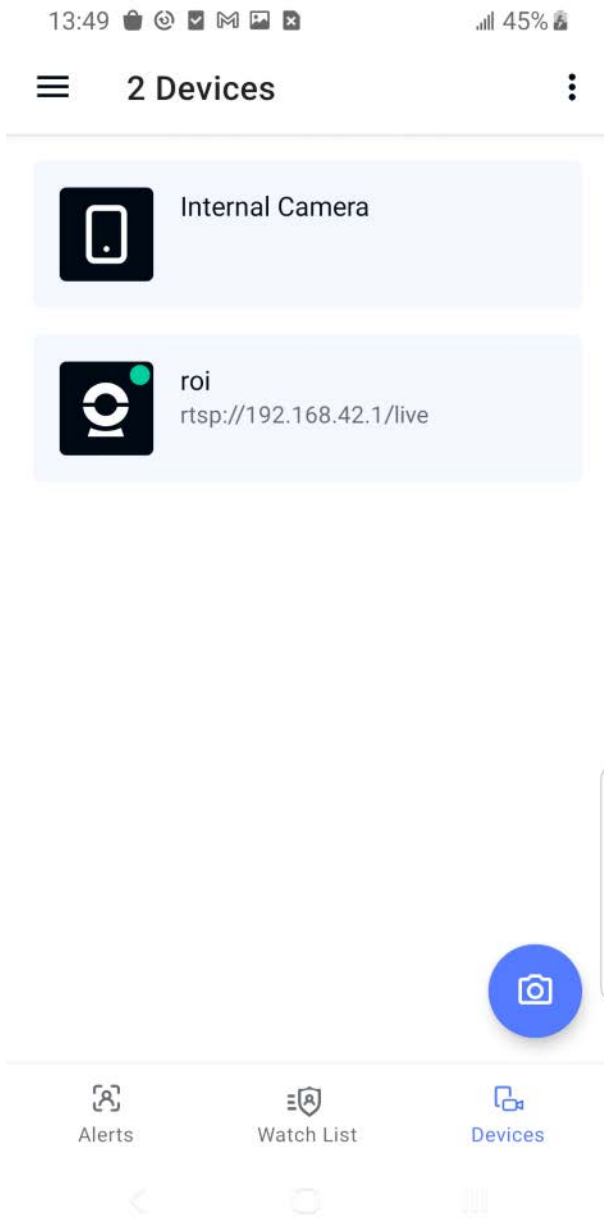 13:49
45%
2 Devices
Internal Camera
roi
rtsp://192.168.42.1/live
Alerts
Watch List
Devices